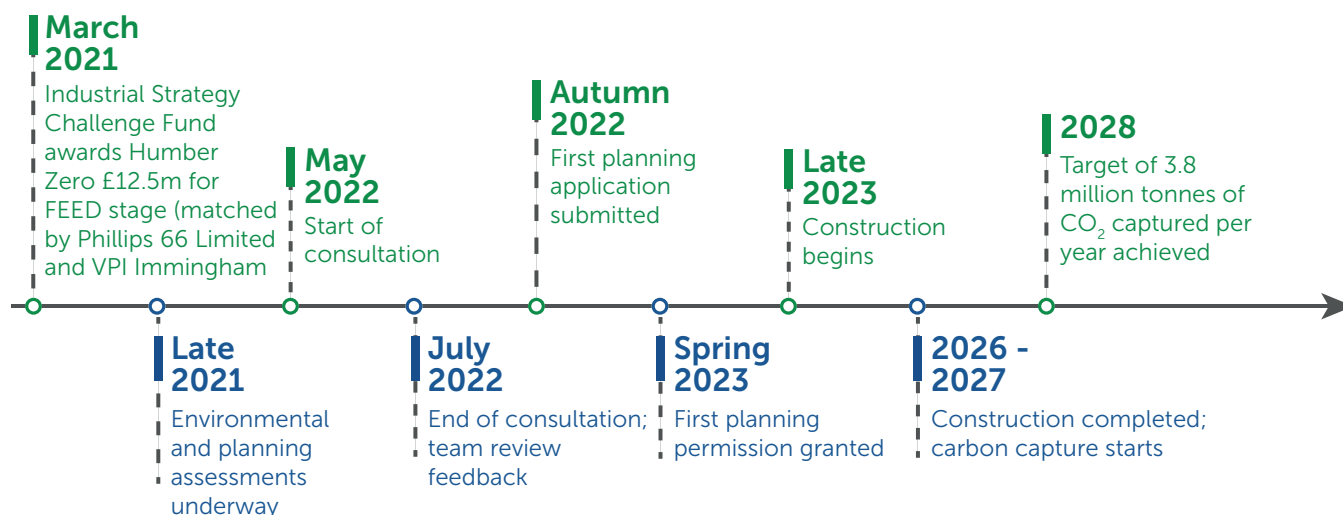 March
2021
Industrial Strategy
Challenge Fund
awards Humber
Zero £12.5m for
FEED stage (matched
by Phillips 66 Limited
and VPI Immingham
Late
2021
Environmental
and planning
assessments
underway
May
2022
Start of
consultation
July
2022
End of consultation;
team review
feedback
Autumn
2022
First planning
application
submitted
Spring
2023
First planning
permission granted
Late
2023
Construction
begins
2026 -
2027
Construction completed;
carbon capture starts
2028
Target of 3.8
million tonnes of
CO₂ captured per
year achieved